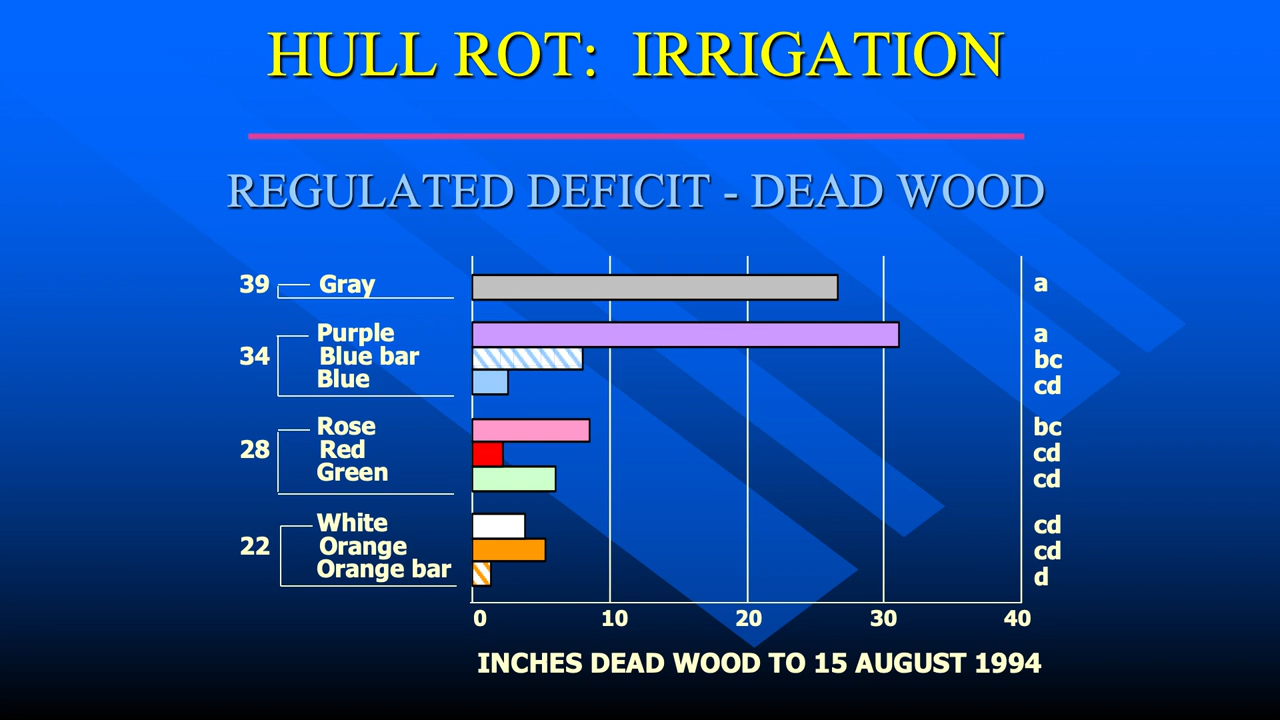 HULL ROT: IRRIGATION
REGULATED DEFICIT - DEAD WOOD
39 Gray a
Purple a
34 Blue bar bc
Blue cd
Rose bc
28 Red cd
Green cd
White cd
22 Orange cd
Orange bar d
0 10 20 30 40
INCHES DEAD WOOD TO 15 AUGUST 1994